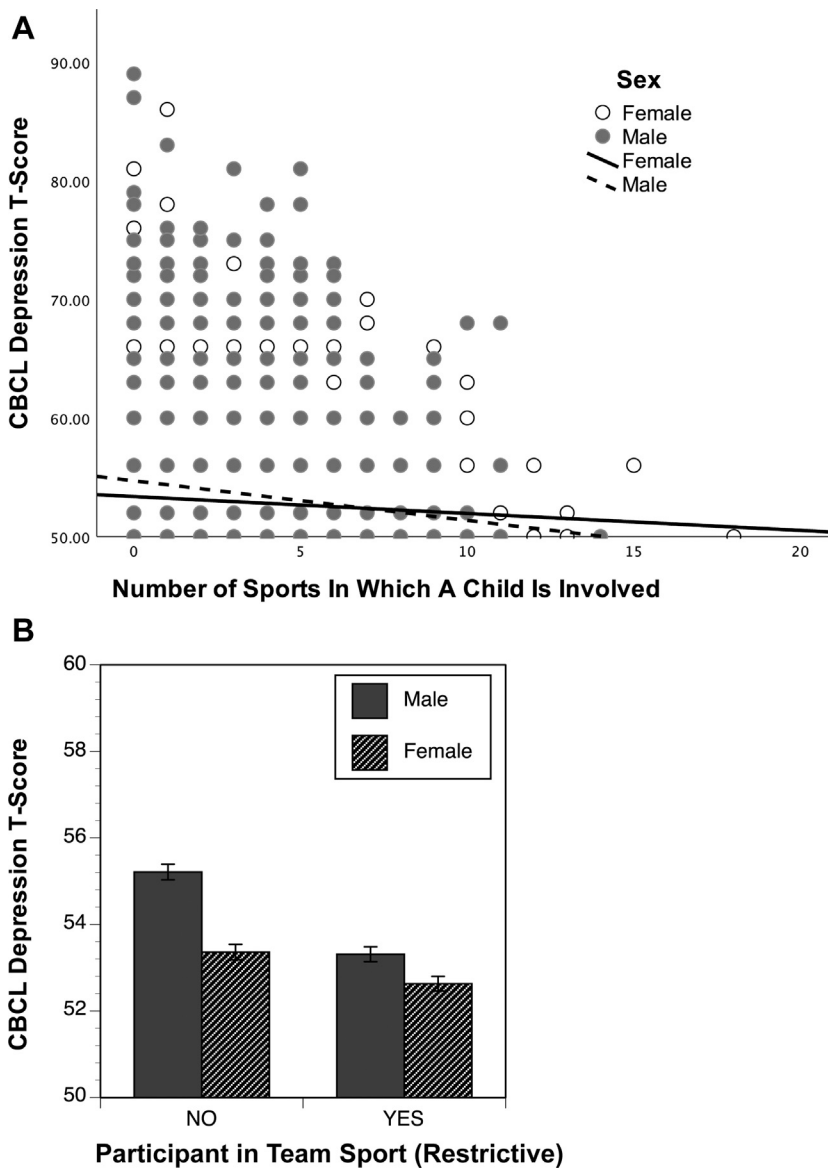 A
CBCL Depression T-Score
90.00
80.00
70.00
60.00
50.00
Sex
Female
Male
Female
Male
0 5 10 15 20
Number of Sports In Which A Child Is Involved
B
CBCL Depression T-Score
60
58
56
54
52
50
Male
Female
NO YES
Participant in Team Sport (Restrictive)